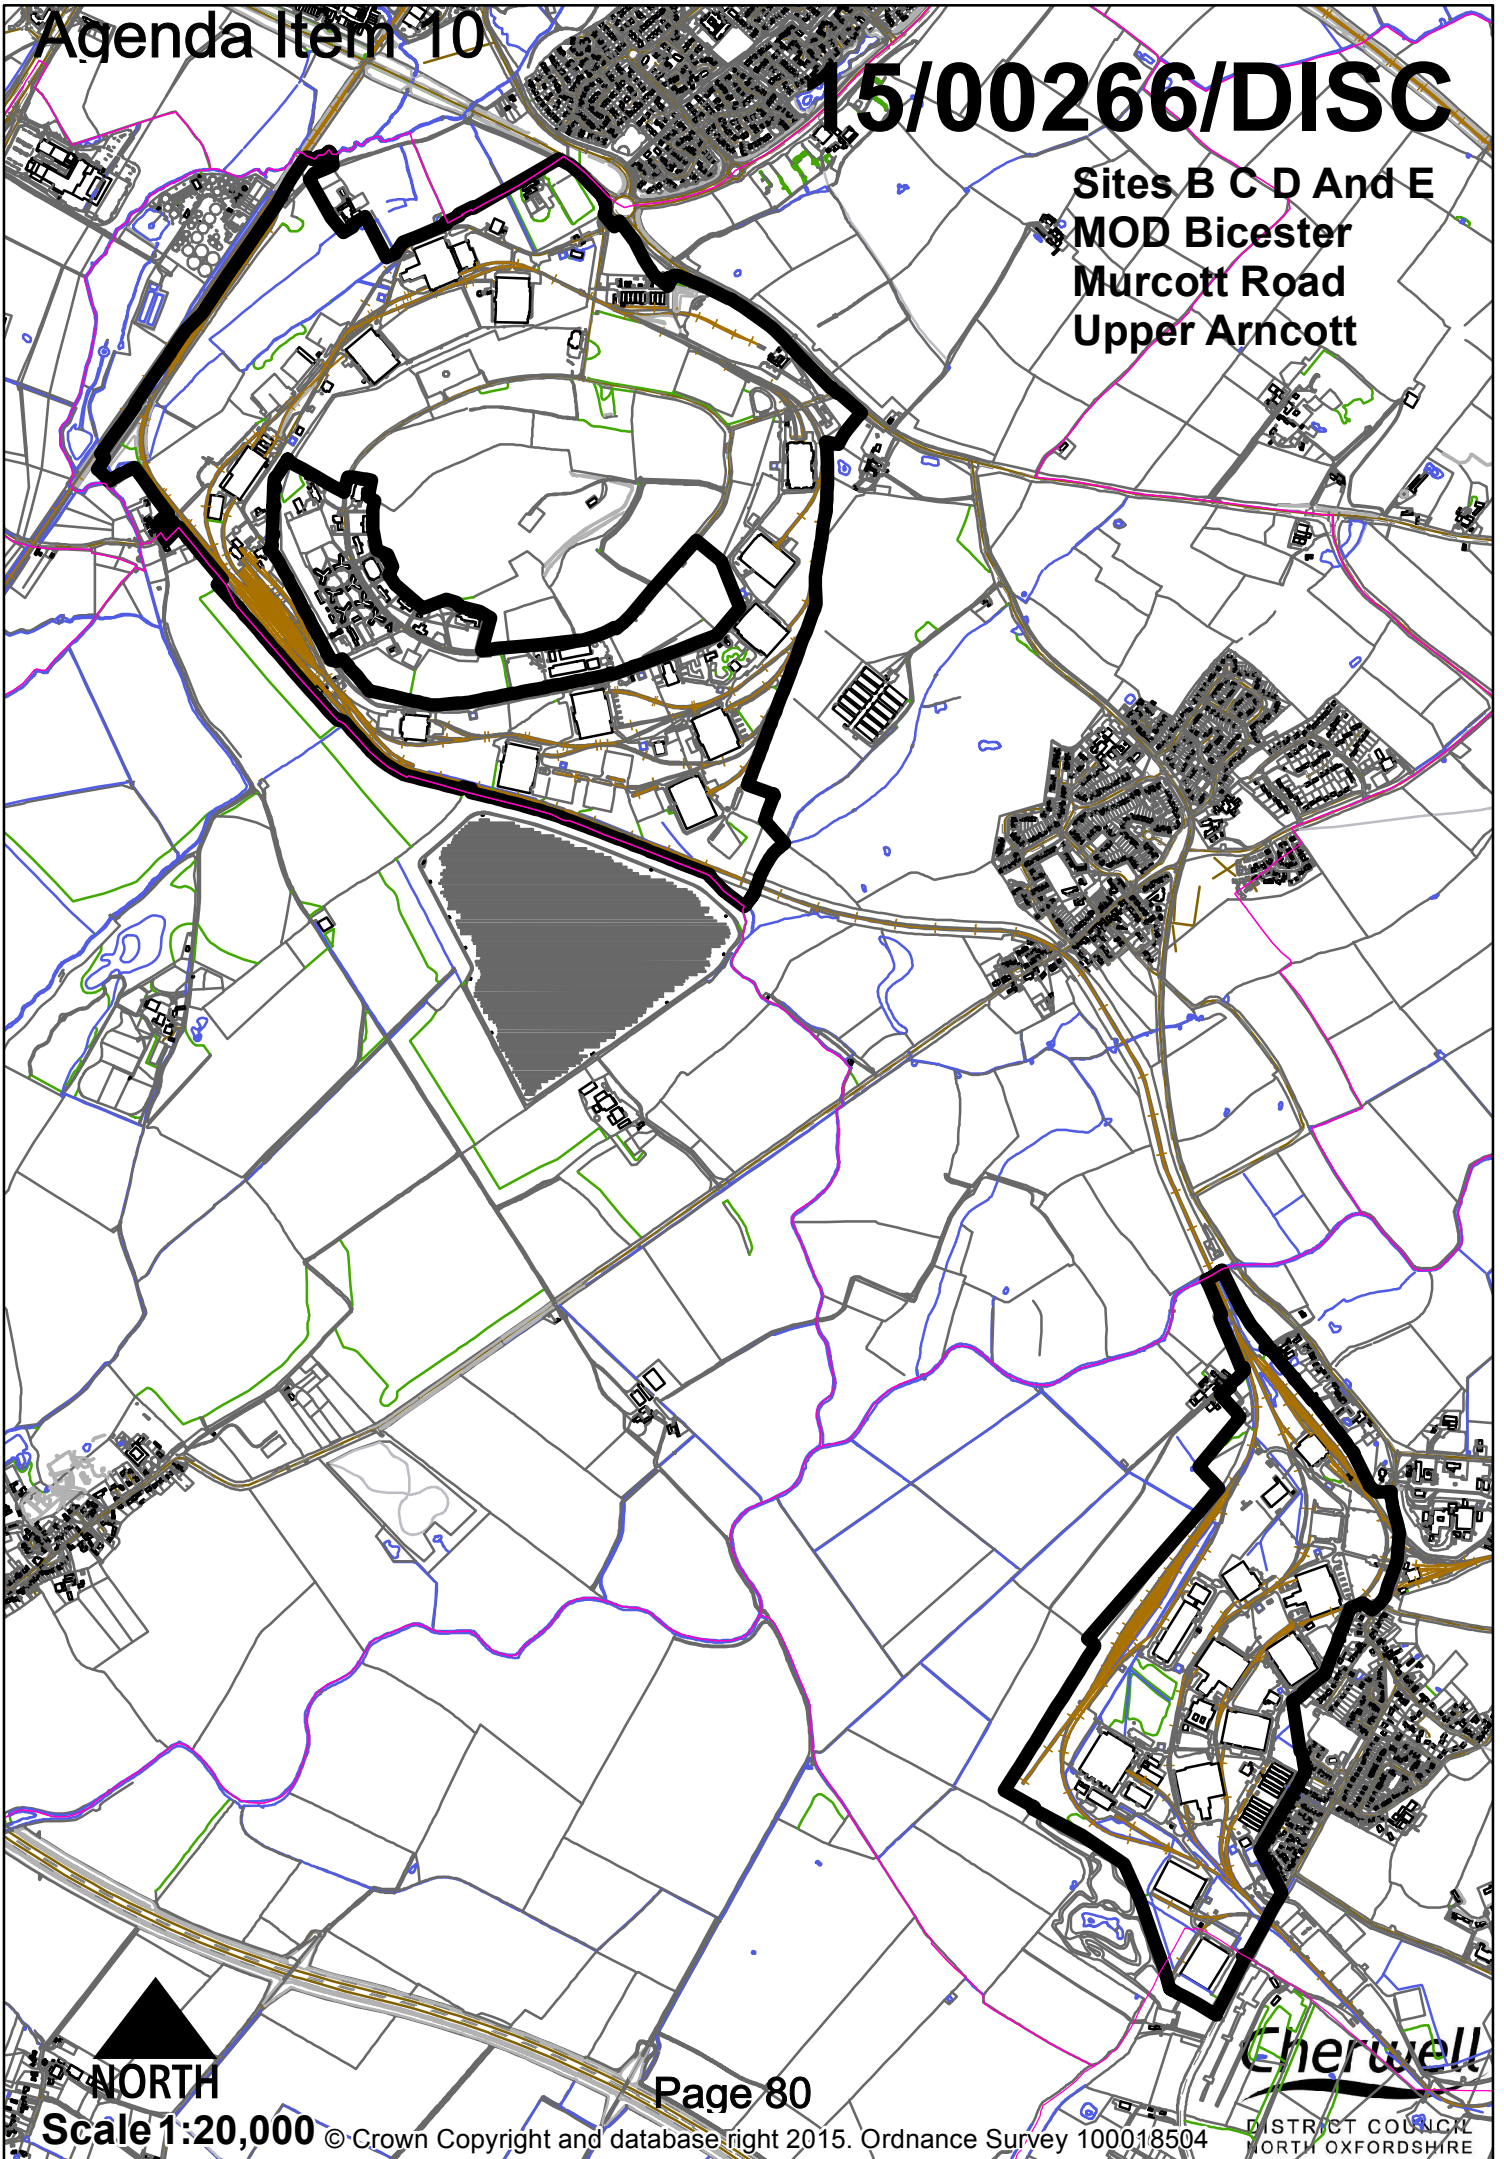 Agenda Item 10
15/00266/DISC
Sites B C D And E
MOD Bicester
Murcott Road
Upper Arncott
NORTH
Scale 1:20,000
Page 80
© Crown Copyright and database right 2015. Ordnance Survey 100018504
Cherwell
DISTRICT COUNCIL
NORTH OXFORDSHIRE